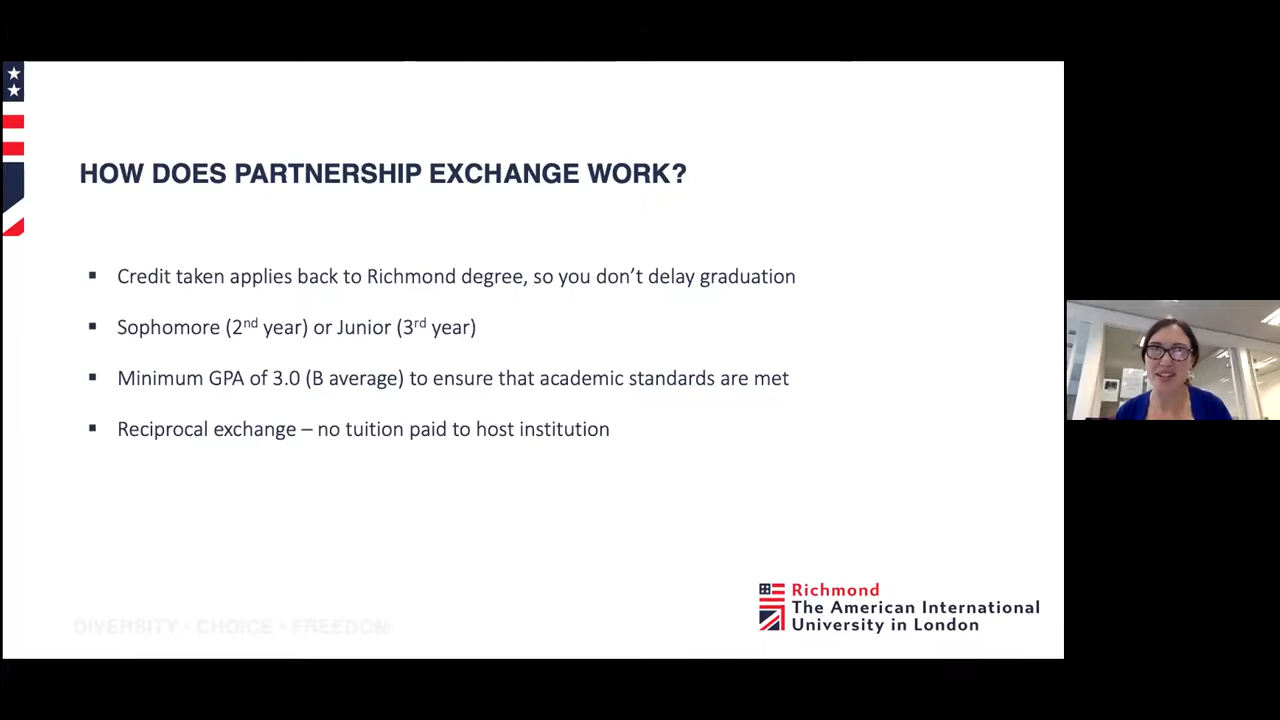 HOW DOES PARTNERSHIP EXCHANGE WORK?
▪ Credit taken applies back to Richmond degree, so you don’t delay graduation
▪ Sophomore (2nd year) or Junior (3rd year)
▪ Minimum GPA of 3.0 (B average) to ensure that academic standards are met
▪ Reciprocal exchange – no tuition paid to host institution
DIVERSITY • CHOICE • FREEDOM
Richmond
The American International
University in London